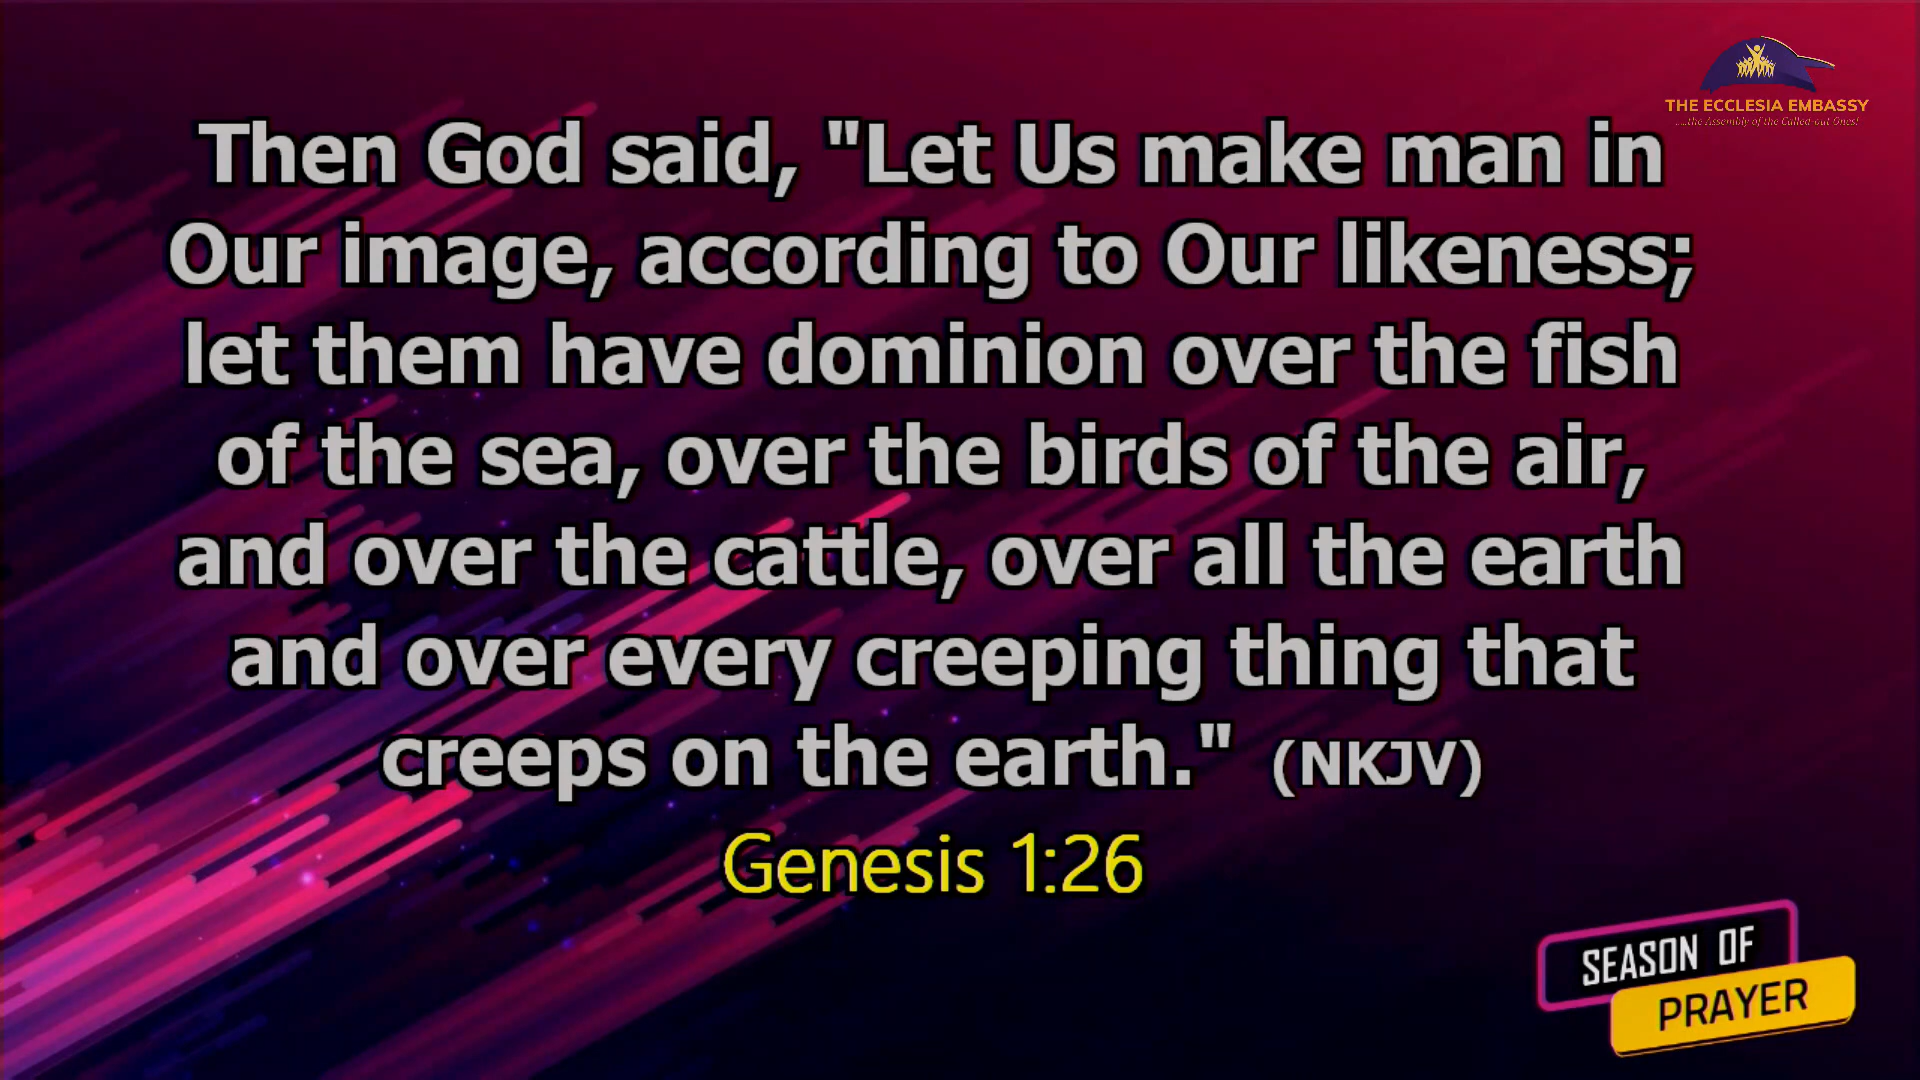 THE ECCLESIA EMBASSY
....the Assembly of the Called-out Ones!
Then God said, "Let Us make man in
Our image, according to Our likeness;
let them have dominion over the fish
of the sea, over the birds of the air,
and over the cattle, over all the earth
and over every creeping thing that
creeps on the earth." (NKJV)
Genesis 1:26
SEASON OF
PRAYER